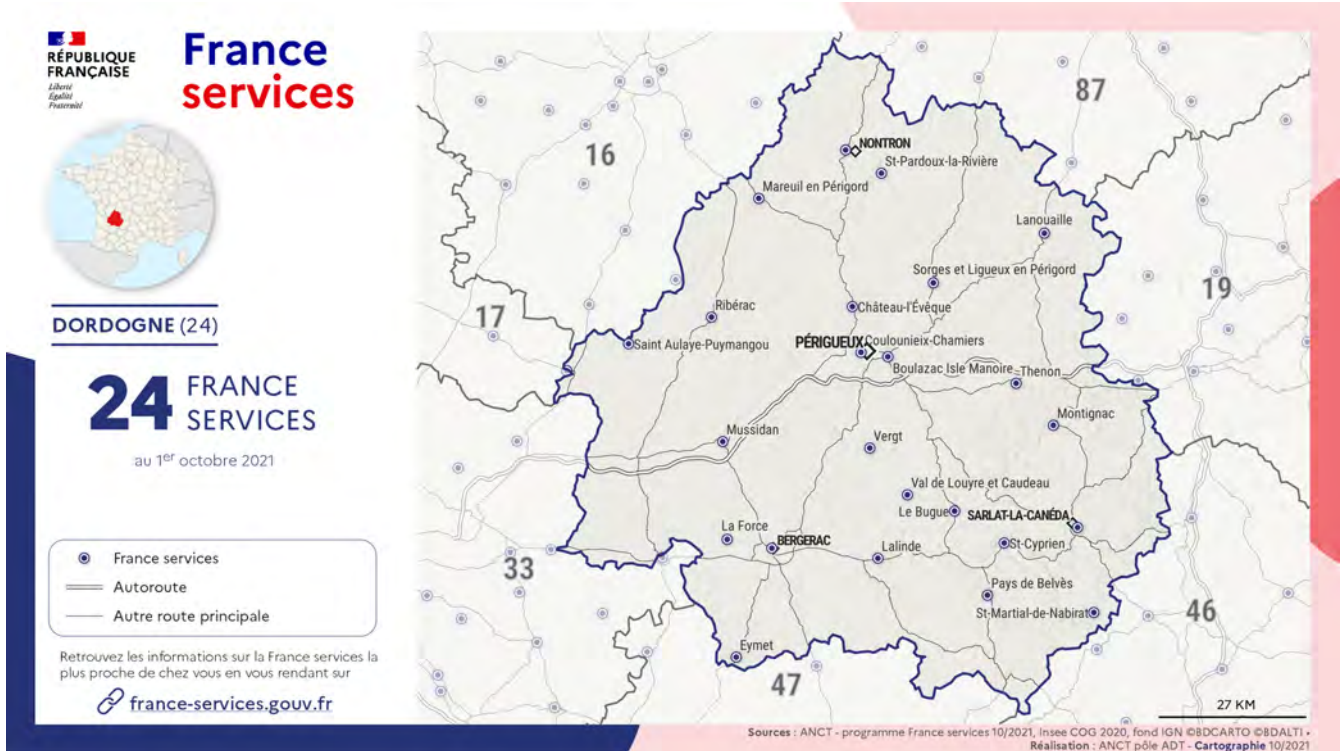 RÉPUBLIQUE
FRANÇAISE
Liberté
Égalité
Fraternité
France
services
DORDOGNE (24)
24 FRANCE
SERVICES
au 1er octobre 2021
France services
Autoroute
Autre route principale
Retrouvez les informations sur la France services la
plus proche de chez vous en vous rendant sur
france-services.gouv.fr
87
16
NONTRON
St-Pardoux-la-Rivière
Mareuil en Périgord
Lanouaille
Sorges et Ligueux en Périgord
19
17
Ribérac
Château-l'Évêque
Saint Aulaye-Puymangou
PÉRIGUEUX
Coulounieix-Chamiers
Boulazac Isle Manoire
Thenon
Montignac
Mussidan
Vergt
Val de Louyre et Caudeau
Le Bugue
SARLAT-LA-CANÉDA
La Force
BERGERAC
Lalinde
St-Cyprien
33
Pays de Belvès
St-Martial-de-Nabirat
46
Eymet
47
27 KM
Sources : ANCT - programme France services 10/2021, Insee COG 2020, fond IGN ©BDCARTO ©BDALTI •
Réalisation : ANCT pôle ADT - Cartographie 10/2021